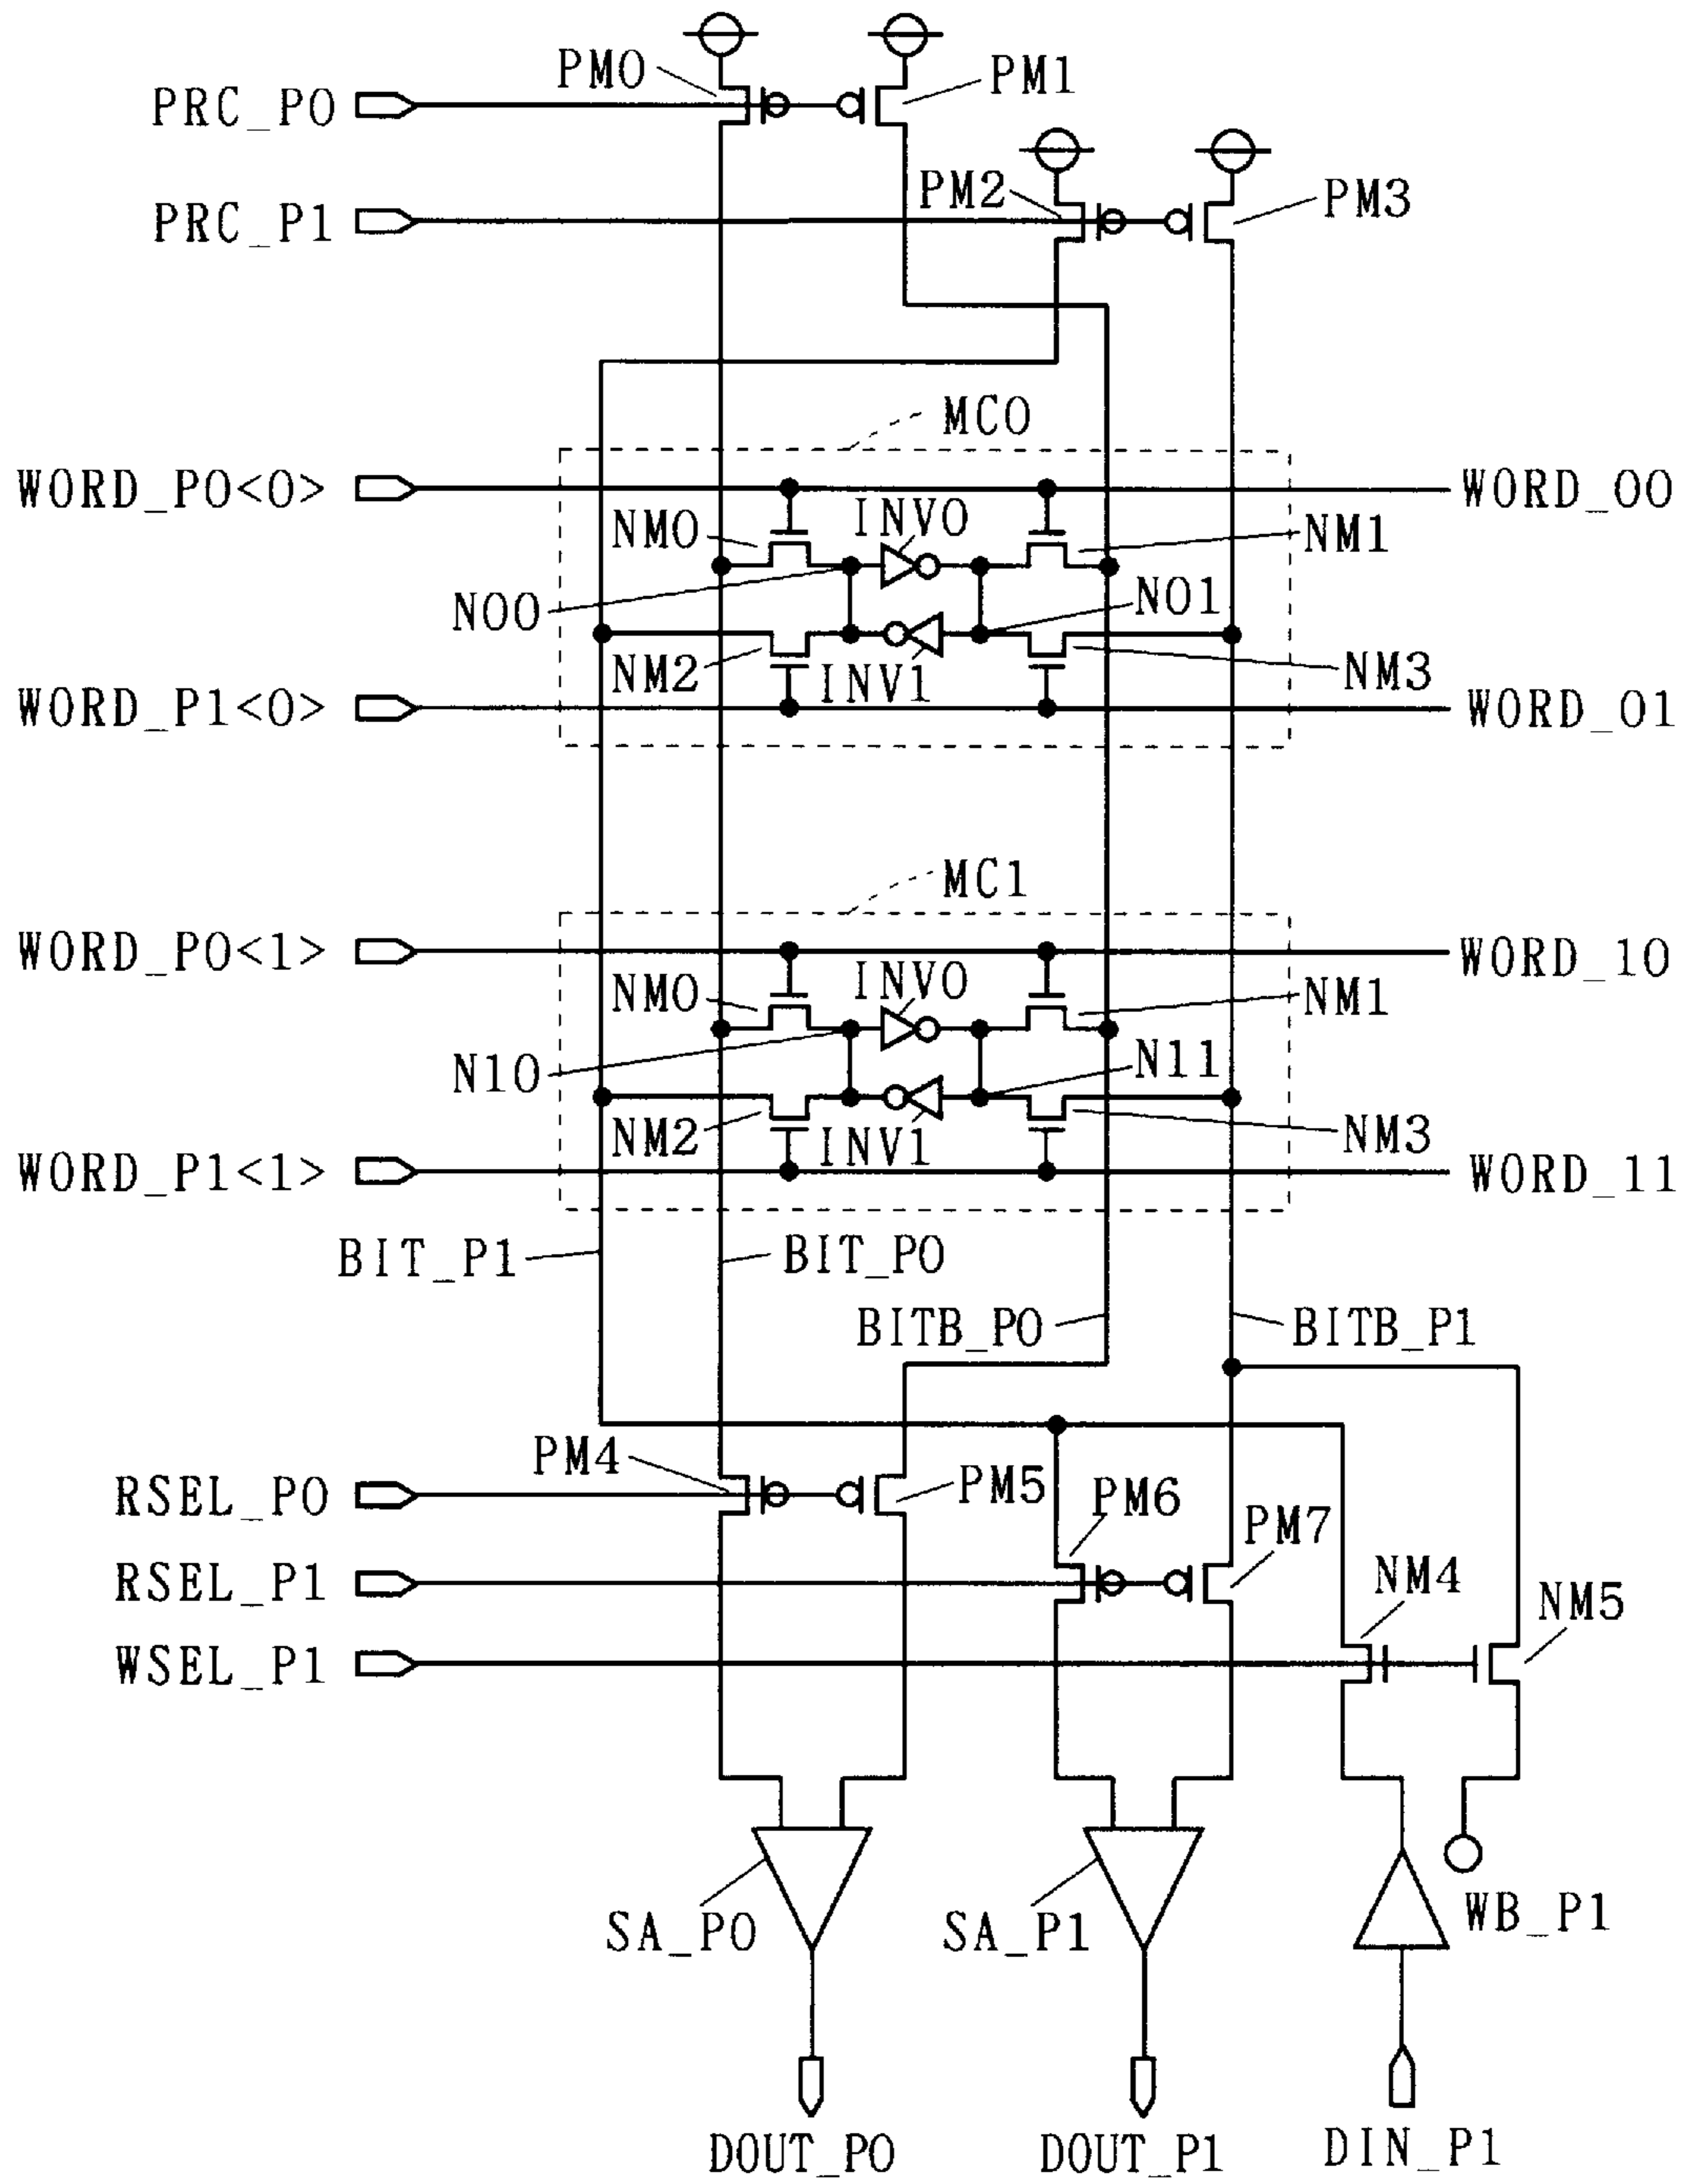 PM0
PM1
PRC_P0
PM2
PM3
PRC_P1
MC0
WORD_P0<0>
WORD_00
NM0
INV0
NM1
N00
N01
NM2
INV1
NM3
WORD_P1<0>
WORD_01
MC1
WORD_P0<1>
WORD_10
NM0
INV0
NM1
N10
N11
NM2
INV1
NM3
WORD_P1<1>
WORD_11
BIT_P1
BIT_P0
BITB_P0
BITB_P1
PM4
PM5
RSEL_P0
PM6
PM7
RSEL_P1
NM4
NM5
WSEL_P1
SA_P0
SA_P1
WB_P1
DOUT_P0
DOUT_P1
DIN_P1